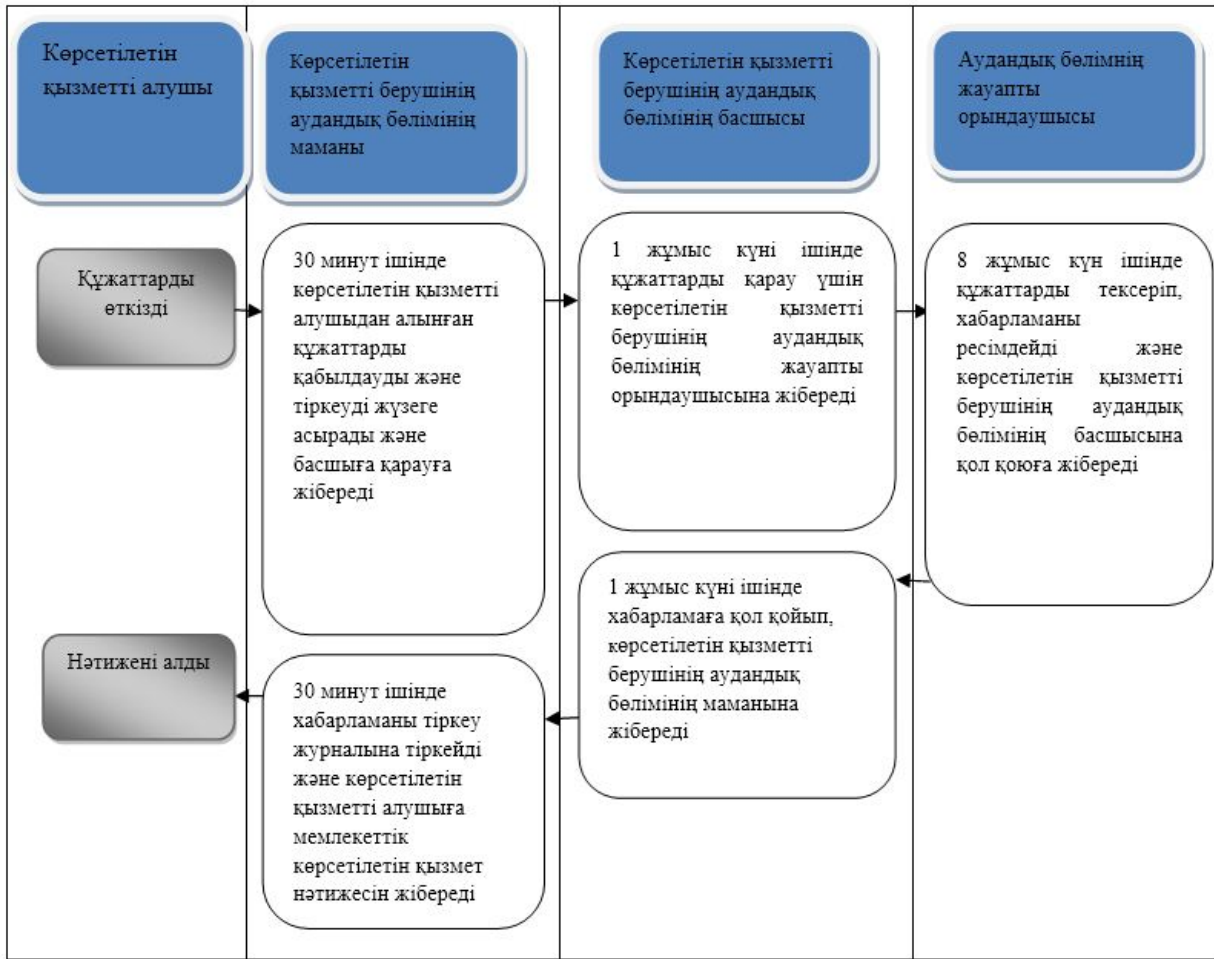 Көрсетілетін
қызметті алушы
Көрсетілетін
қызметті берушінің
аудандық бөлімінің
маманы
Көрсетілетін қызметті
берушінің аудандық
бөлімінің басшысы
Аудандық бөлімнің
жауапты
орындаушысы
Құжаттарды
өткізді
30 минут ішінде
көрсетілетін қызметті
алушыдан алынған
құжаттарды
қабылдауды және
тіркеуді жүзеге
асырады және
басшыға қарауға
жібереді
1 жұмыс күні ішінде
құжаттарды қарау үшін
көрсетілетін қызметті
берушінің аудандық
бөлімінің жауапты
орындаушысына жібереді
8 жұмыс күн ішінде
құжаттарды тексеріп,
хабарламаны
ресімдейді және
көрсетілетін қызметті
берушінің аудандық
бөлімінің басшысына
қол қоюға жібереді
1 жұмыс күні ішінде
хабарламаға қол қойып,
көрсетілетін қызметті
берушінің аудандық
бөлімінің маманына
жібереді
Нәтижені алды
30 минут ішінде
хабарламаны тіркеу
журналына тіркейді
және көрсетілетін
қызметті алушыға
мемлекеттік
көрсетілетін қызмет
нәтижесін жібереді